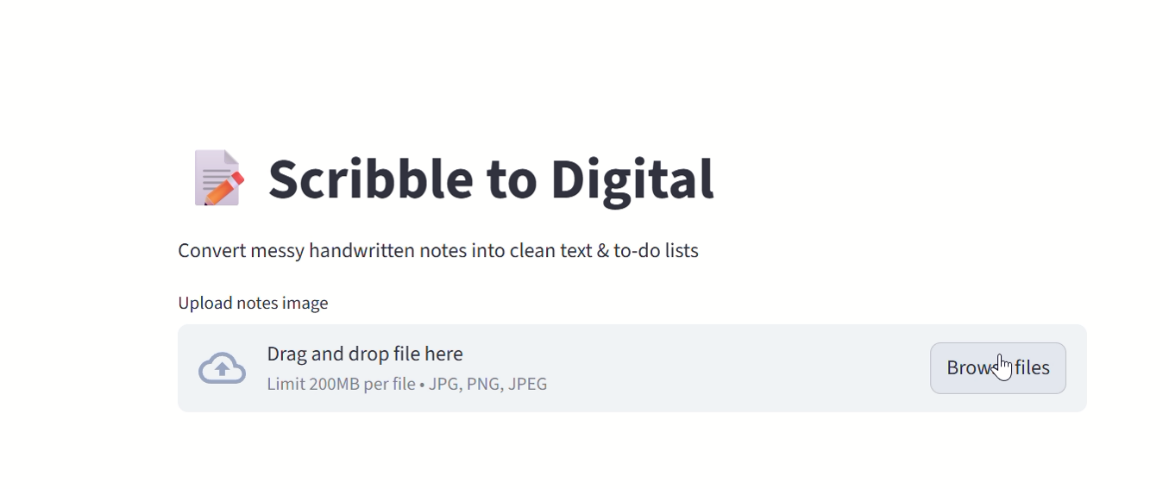 Scribble to Digital
Convert messy handwritten notes into clean text & to-do lists
Upload notes image
Drag and drop file here
Limit 200MB per file • JPG, PNG, JPEG
Browse files